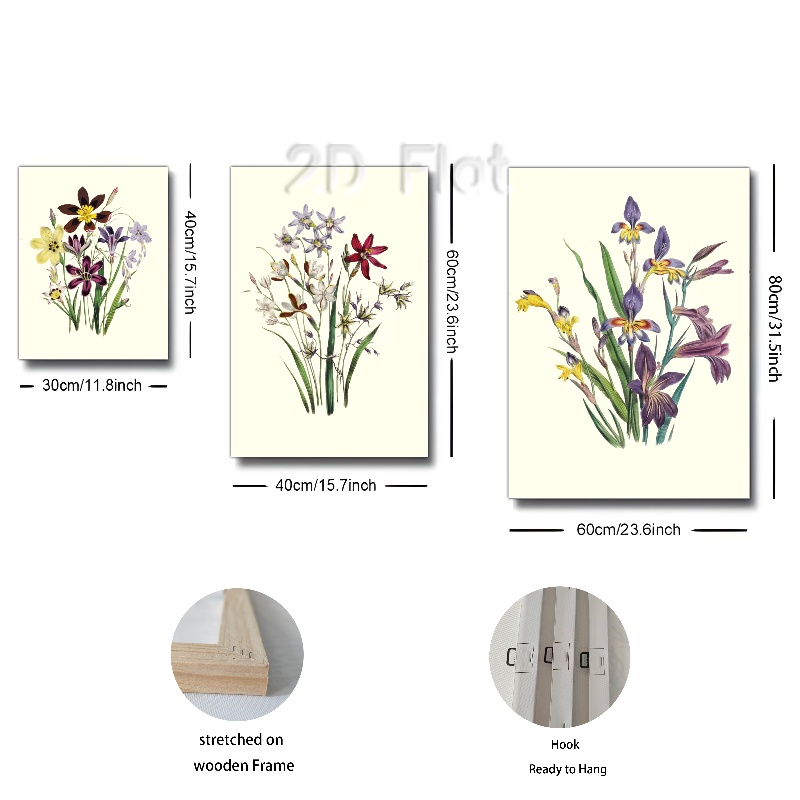 2D Flat
40cm/15.7inch
30cm/11.8inch
60cm/23.6inch
40cm/15.7inch
80cm/31.5inch
60cm/23.6inch
stretched on
wooden Frame
Hook
Ready to Hang